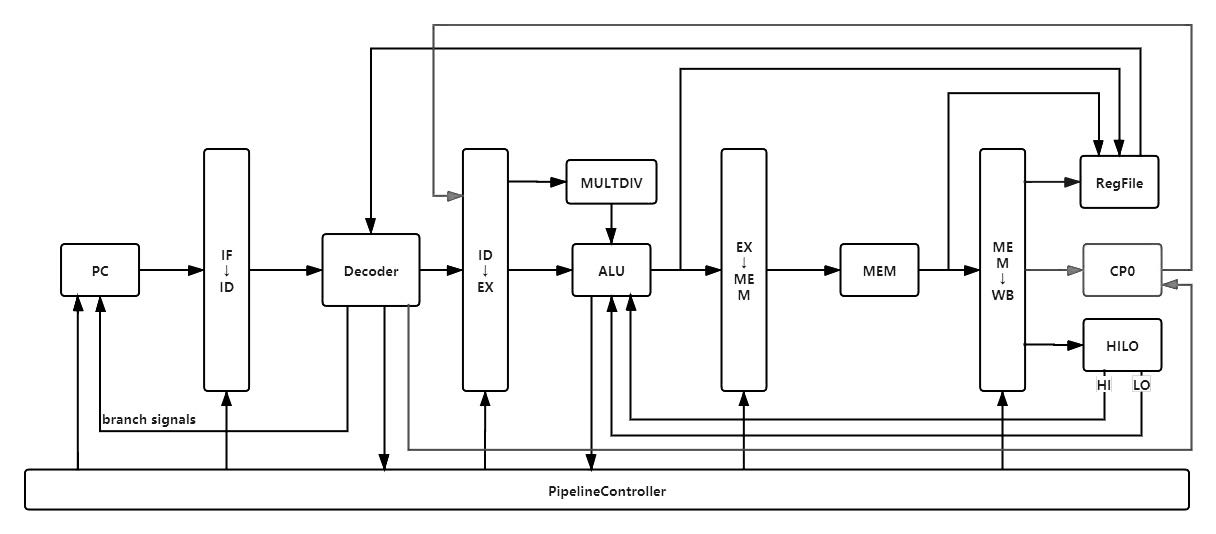 PC
IF
↓
ID
Decoder
ID
↓
EX
MULTDIV
ALU
EX
↓
ME
M
MEM
ME
M
↓
WB
RegFile
CP0
HILO
HI
LO
branch signals
PipelineController